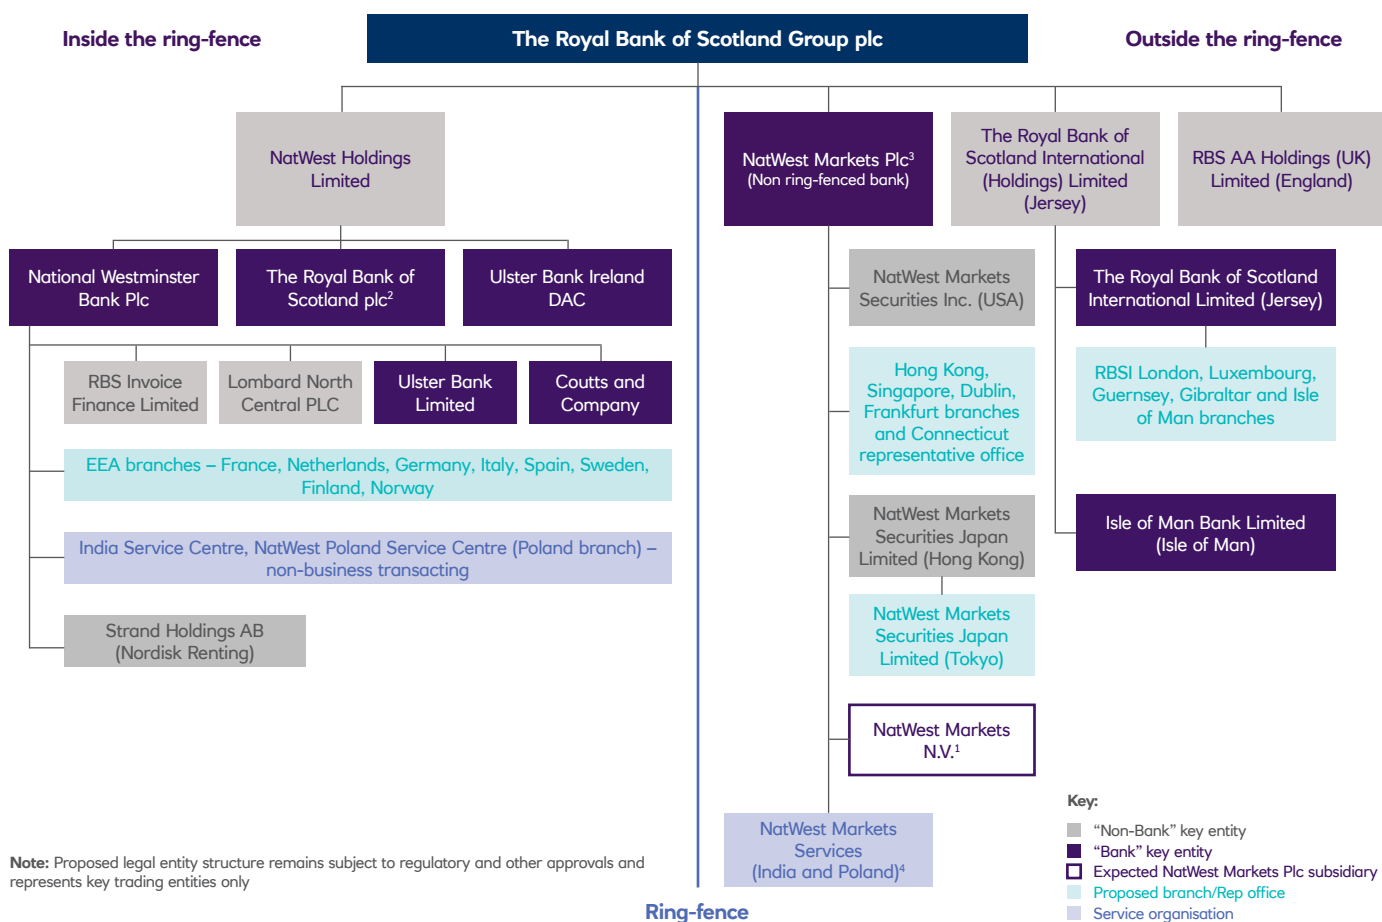 Inside the ring-fence
The Royal Bank of Scotland Group plc
Outside the ring-fence
NatWest Holdings
Limited
NatWest Markets Plc³
(Non ring-fenced bank)
The Royal Bank of
Scotland International
(Holdings) Limited
(Jersey)
RBS AA Holdings (UK)
Limited (England)
National Westminster
Bank Plc
The Royal Bank of
Scotland plc²
Ulster Bank Ireland
DAC
RBS Invoice
Finance Limited
Lombard North
Central PLC
Ulster Bank
Limited
Coutts and
Company
EEA branches – France, Netherlands, Germany, Italy, Spain, Sweden,
Finland, Norway
India Service Centre, NatWest Poland Service Centre (Poland branch) –
non-business transacting
Strand Holdings AB
(Nordisk Renting)
NatWest Markets
Securities Inc. (USA)
Hong Kong,
Singapore, Dublin,
Frankfurt branches
and Connecticut
representative office
NatWest Markets
Securities Japan
Limited (Hong Kong)
NatWest Markets
Securities Japan
Limited (Tokyo)
NatWest Markets
N.V.¹
NatWest Markets
Services
(India and Poland)⁴
The Royal Bank of Scotland
International Limited (Jersey)
RBSI London, Luxembourg,
Guernsey, Gibraltar and Isle
of Man branches
Isle of Man Bank Limited
(Isle of Man)
Key:
“Non-Bank” key entity
“Bank” key entity
Expected NatWest Markets Plc subsidiary
Proposed branch/Rep office
Service organisation
Note: Proposed legal entity structure remains subject to regulatory and other approvals and
represents key trading entities only
Ring-fence